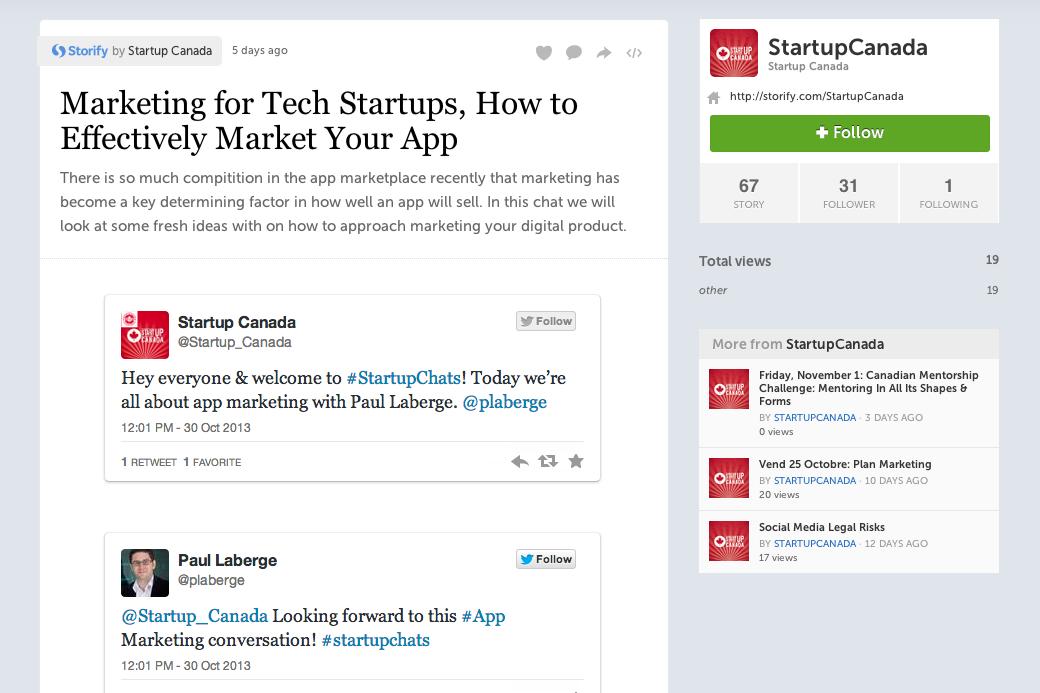 Storify by Startup Canada 5 days ago
Marketing for Tech Startups, How to
Effectively Market Your App
There is so much compitition in the app marketplace recently that marketing has
become a key determining factor in how well an app will sell. In this chat we will
look at some fresh ideas with on how to approach marketing your digital product.
Startup Canada
@Startup_Canada
Follow
Hey everyone & welcome to #StartupChats! Today we're
all about app marketing with Paul Laberge. @plaberge
12:01 PM - 30 Oct 2013
1 RETWEET 1 FAVORITE
Paul Laberge
@plaberge
Follow
@Startup_Canada Looking forward to this #App
Marketing conversation! #startupchats
12:01 PM - 30 Oct 2013
START UP
CANADA
StartupCanada
Startup Canada
http://storify.com/StartupCanada
+ Follow
67 31 1
STORY FOLLOWER FOLLOWING
Total views 19
other 19
More from StartupCanada
Friday, November 1: Canadian Mentorship
Challenge: Mentoring In All Its Shapes &
Forms
BY STARTUPCANADA · 3 DAYS AGO
0 views
Vend 25 Octobre: Plan Marketing
BY STARTUPCANADA · 10 DAYS AGO
20 views
Social Media Legal Risks
BY STARTUPCANADA · 12 DAYS AGO
17 views